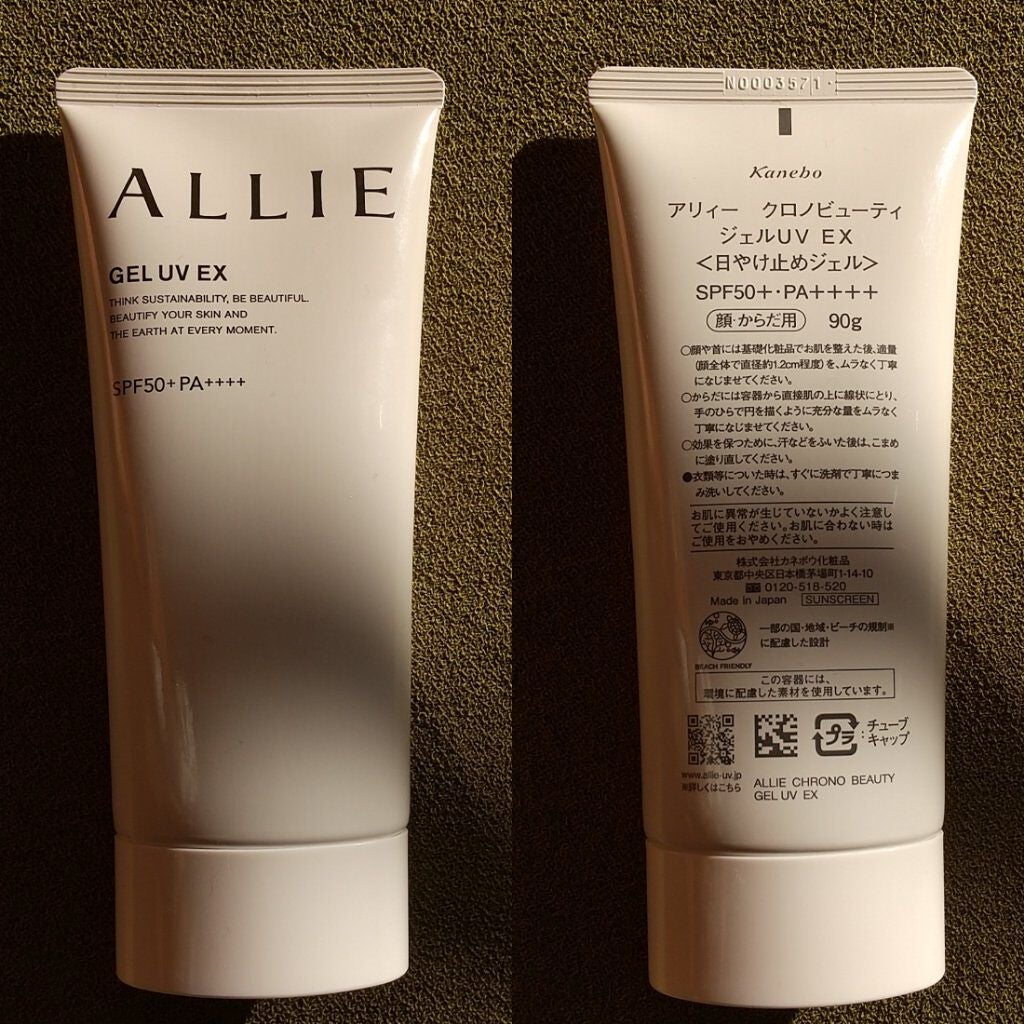 ALLIE
GEL UV EX
THINK SUSTAINABILITY, BE BEAUTIFUL.
BEAUTIFY YOUR SKIN AND
THE EARTH AT EVERY MOMENT.
SPF50+ PA++++
N0003571
Kanebo
アリィー クロノビューティ
ジェルUV EX
<日やけ止めジェル>
SPF50+・PA++++
顔・からだ用 90g
○顔や首には基礎化粧品でお肌を整えた後、適量
(顔全体で直径約1.2cm程度)を、ムラなく丁寧
になじませてください。
○からだには容器から直接肌の上に線状にとり、
手のひらで円を描くように充分な量をムラなく
丁寧になじませてください。
○効果を保つために、汗などをふいた後は、こまめ
に塗り直してください。
●衣類等についた時は、すぐに洗剤で丁寧につま
み洗いしてください。
お肌に異常が生じていないかよく注意し
てご使用ください。お肌に合わない時は
ご使用をおやめください。
株式会社カネボウ化粧品
東京都中央区日本橋茅場町1-14-10
0120-518-520
Made in Japan SUNSCREEN
一部の国・地域・ビーチの規制※
に配慮した設計
BEACH FRIENDLY
この容器には、
環境に配慮した素材を使用しています。
プラ
チューブ
キャップ
www.allie-uv.jp
※詳しくはこちら
ALLIE CHRONO BEAUTY
GEL UV EX